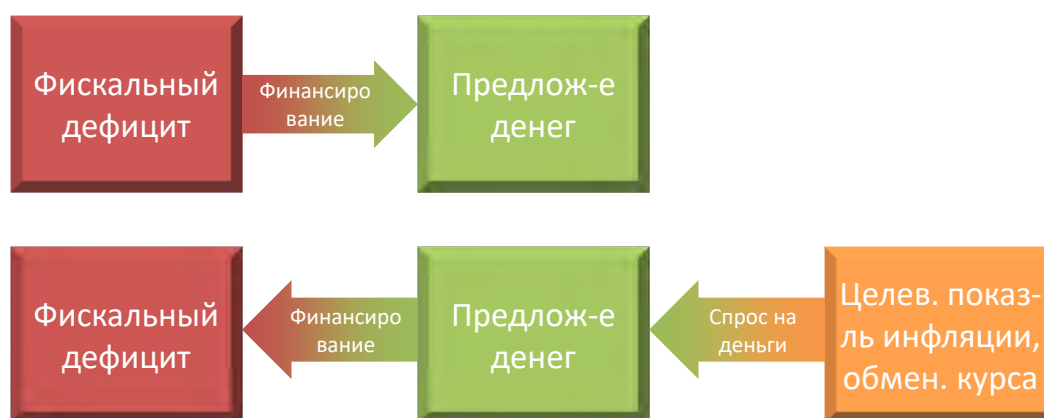 Фискальный
дефицит
Финансиро
вание
Предлож-е
денег
Фискальный
дефицит
Финансиро
вание
Предлож-е
денег
Спрос на
деньги
Целев. показ-
ль инфляции,
обмен. курса